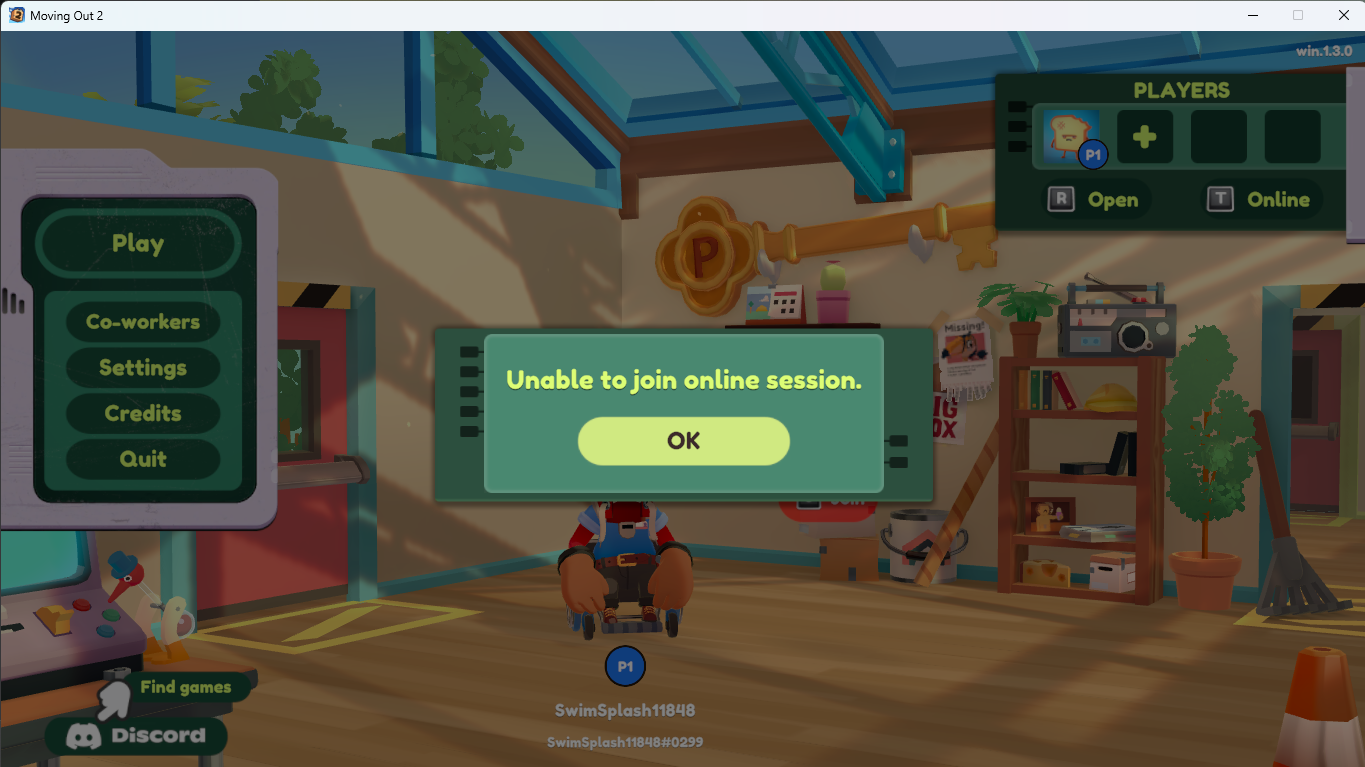 Moving Out 2
win.1.3.0
PLAYERS
P1
R Open
T Online
Play
Co-workers
Settings
Credits
Quit
P
Missing!
Unable to join online session.
OK
P1
SwimSplash11848
SwimSplash11848#0299
Find games
Discord